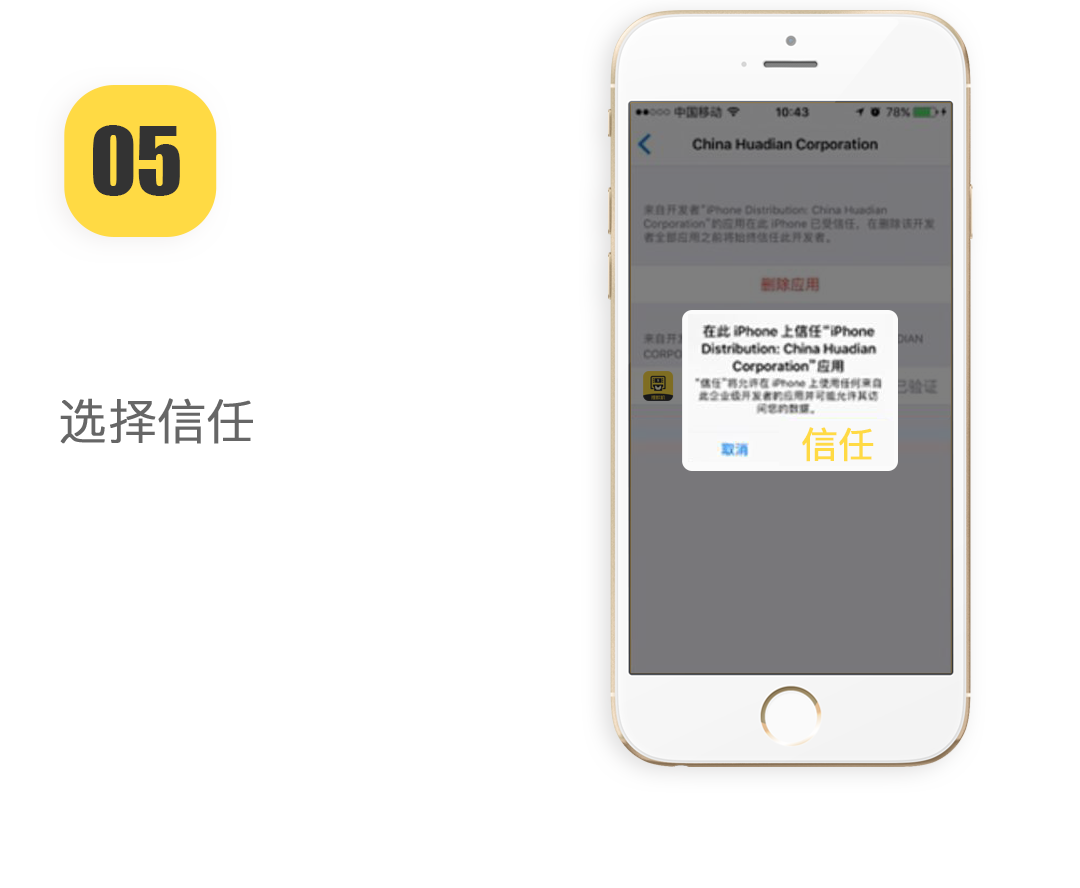 05
选择信任
中国移动
10:43
78%
China Huadian Corporation
来自开发者"iPhone Distribution: China Huadian
Corporation"的应用在此 iPhone 已受信任,在删除该开发
者全部应用之前将始终信任此开发者。
删除应用
来自开
DIAN
CORPO
已验证
在此 iPhone 上信任"iPhone
Distribution: China Huadian
Corporation"应用
"信任"将允许在 iPhone 上使用任何来自
此企业级开发者的应用并可能允许其访
问您的数据。
取消
信任